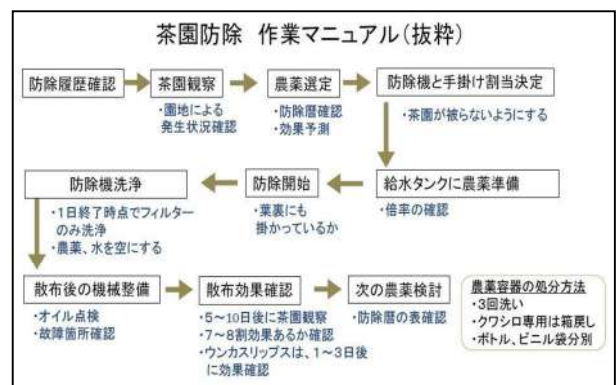 茶園防除 作業マニュアル(抜粋)
防除履歴確認
茶園観察
・園地による
発生状況確認
農薬選定
・防除暦確認
・効果予測
防除機と手掛け割当決定
・茶園が被らないようにする
給水タンクに農薬準備
・倍率の確認
防除開始
・葉裏にも
掛かっているか
防除機洗浄
・1日終了時点でフィルター
のみ洗浄
・農薬、水を空にする
散布後の機械整備
・オイル点検
・故障箇所確認
散布効果確認
・5~10日後に茶園観察
・7~8割効果あるか確認
・ウンカスリップスは、1~3日後
に効果確認
次の農薬検討
・防除暦の表確認
農薬容器の処分方法
・3回洗い
・クワシロ専用は箱戻し
・ボトル、ビニル袋分別